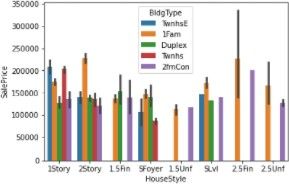 350000
300000
250000
200000
150000
100000
50000
0
SalePrice
BldgType
TwnhsE
1Fam
Duplex
Twnhs
2fmCon
1Story
2Story
1.5Fin
SFoyer
1.5Unf
SLvl
2.5Fin
2.5Unf
HouseStyle